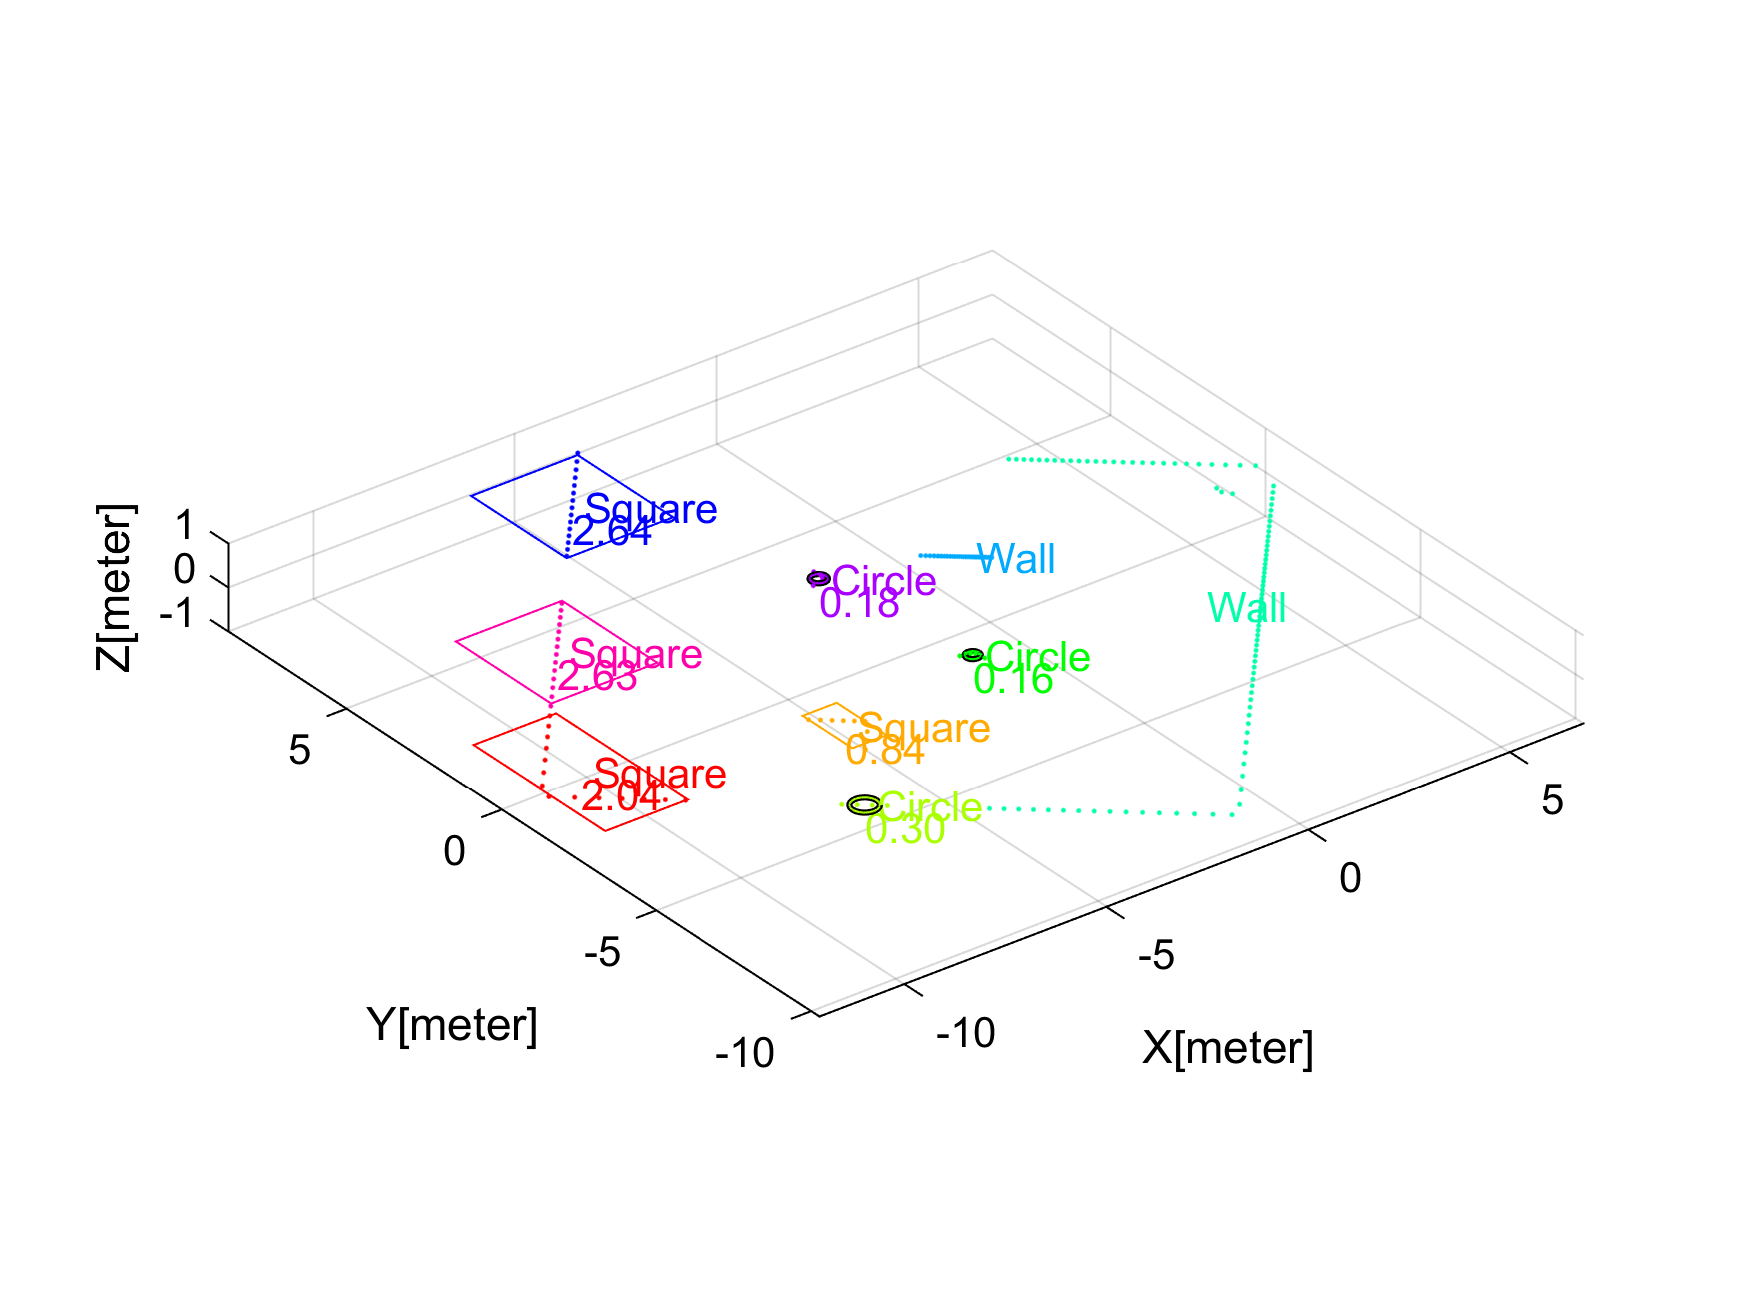 Z[meter]
1
0
-1
Square
2.64
Wall
Circle
0.18
Wall
Square
2.63
Circle
0.16
Square
0.84
Square
2.04
Circle
0.30
5
0
-5
-10
Y[meter]
5
0
-5
-10
X[meter]